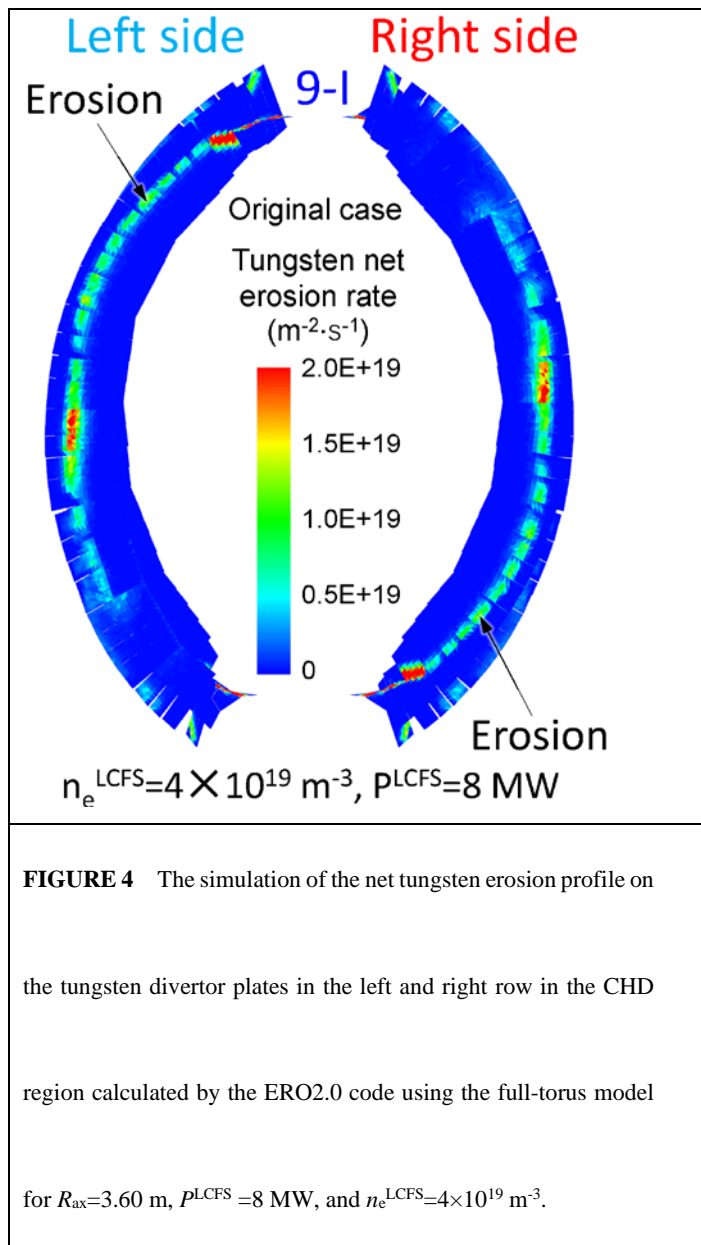 Left side
Right side
Erosion
9-I
Original case
Tungsten net
erosion rate
(m⁻²·s⁻¹)
2.0E+19
1.5E+19
1.0E+19
0.5E+19
0
Erosion
nₑᴸᶜᶠˢ=4×10¹⁹ m⁻³, Pᴸᶜᶠˢ=8 MW
FIGURE 4 The simulation of the net tungsten erosion profile on
the tungsten divertor plates in the left and right row in the CHD
region calculated by the ERO2.0 code using the full-torus model
for Rₐₓ=3.60 m, Pᴸᶜᶠˢ =8 MW, and nₑᴸᶜᶠˢ=4×10¹⁹ m⁻³.